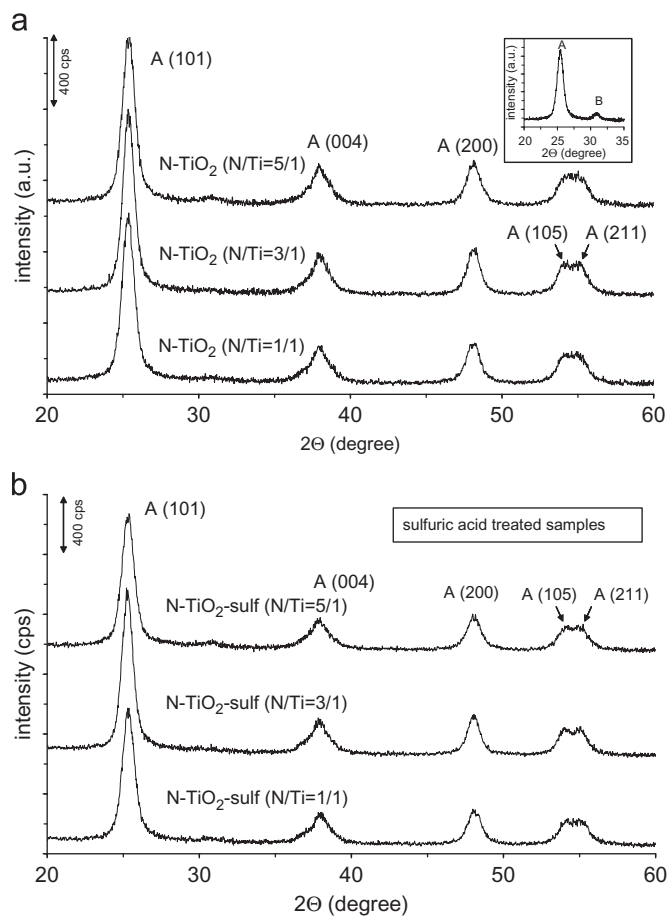 a
400 cps
A (101)
A (004)
A (200)
A (105) A (211)
N-TiO2 (N/Ti=5/1)
N-TiO2 (N/Ti=3/1)
N-TiO2 (N/Ti=1/1)
intensity (a.u.)
20 30 40 50 60
2Θ (degree)
A
B
intensity (a.u.)
20 25 30 35
2Θ (degree)
b
400 cps
A (101)
sulfuric acid treated samples
A (004)
A (200)
A (105) A (211)
N-TiO2-sulf (N/Ti=5/1)
N-TiO2-sulf (N/Ti=3/1)
N-TiO2-sulf (N/Ti=1/1)
intensity (cps)
20 30 40 50 60
2Θ (degree)